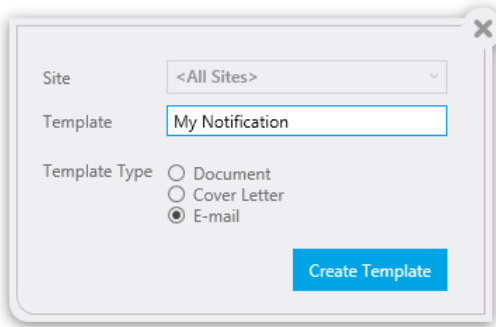 Site <All Sites>
Template My Notification
Template Type Document
Cover Letter
E-mail
Create Template